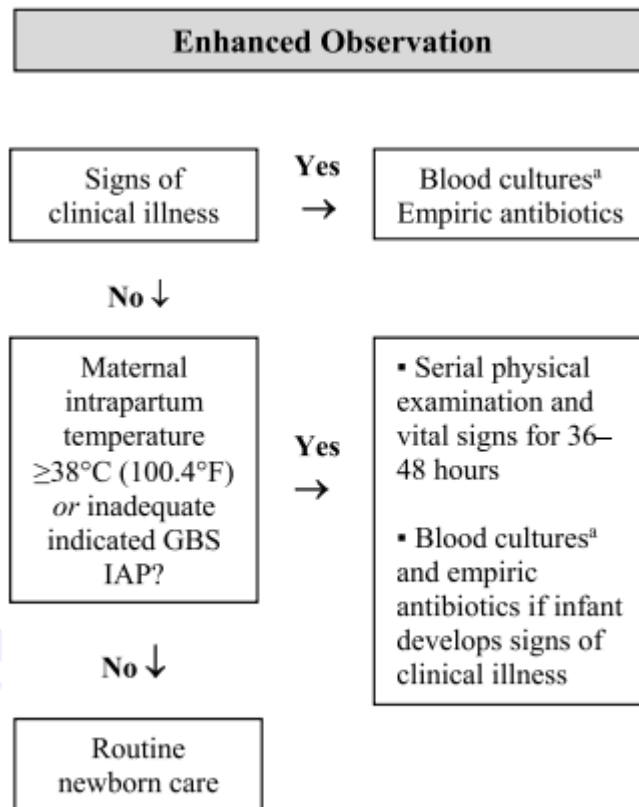 Enhanced Observation
Signs of
clinical illness
Yes
→
Blood culturesᵃ
Empiric antibiotics
No ↓
Maternal
intrapartum
temperature
≥38°C (100.4°F)
or inadequate
indicated GBS
IAP?
Yes
→
▪ Serial physical
examination and
vital signs for 36–
48 hours
▪ Blood culturesᵃ
and empiric
antibiotics if infant
develops signs of
clinical illness
No ↓
Routine
newborn care